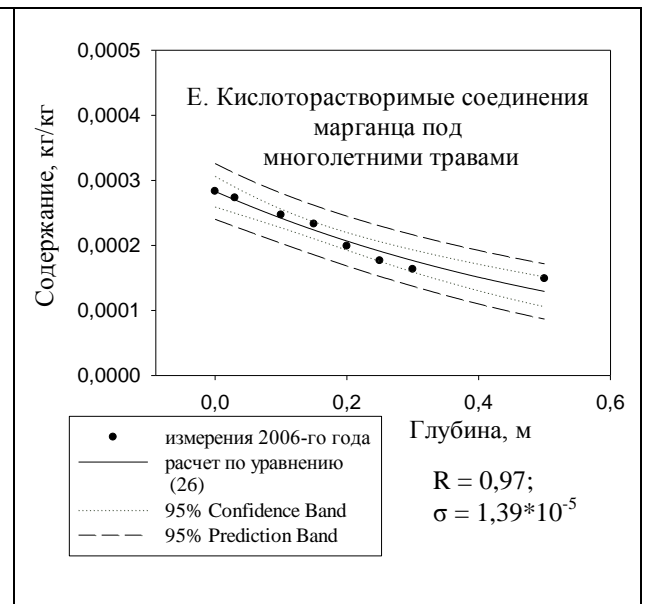 0,0005
0,0004
0,0003
0,0002
0,0001
0,0000
Содержание, кг/кг
Е. Кислоторастворимые соединения
марганца под
многолетними травами
0,0 0,2 0,4 0,6
Глубина, м
измерения 2006-го года
расчет по уравнению
(26)
95% Confidence Band
95% Prediction Band
R = 0,97;
σ = 1,39*10⁻⁵